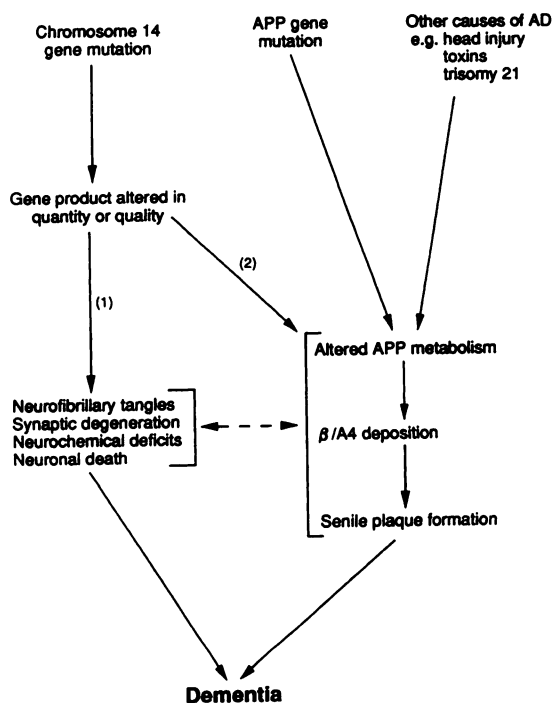 Chromosome 14
gene mutation
APP gene
mutation
Other causes of AD
e.g. head injury
toxins
trisomy 21
Gene product altered in
quantity or quality
(1)
(2)
Altered APP metabolism
Neurofibrillary tangles
Synaptic degeneration
Neurochemical deficits
Neuronal death
β/A4 deposition
Senile plaque formation
Dementia